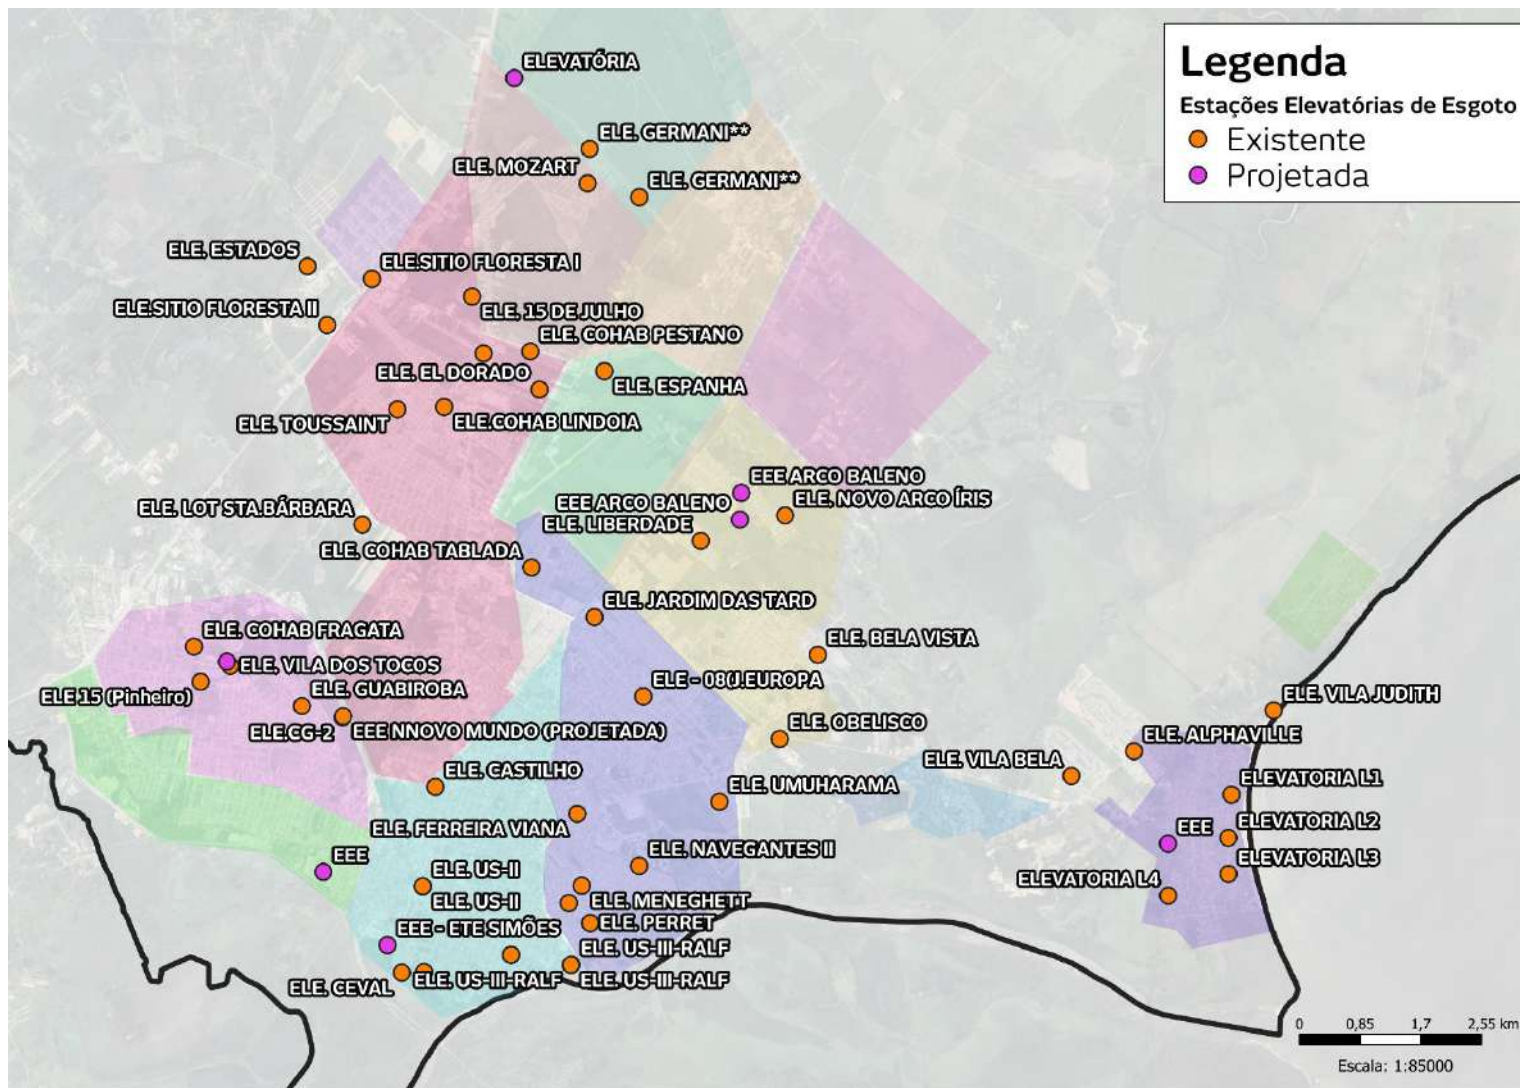 Legenda
Estações Elevatórias de Esgoto
Existente
Projetada
ELEVATÓRIA
ELE. GERMANI**
ELE. MOZART
ELE. GERMANI**
ELE. ESTADOS
ELE.SITIO FLORESTA I
ELE.SITIO FLORESTA II
ELE. 15 DE JULHO
ELE. COHAB PESTANO
ELE. EL DORADO
ELE. ESPANHA
ELE. TOUSSAINT
ELE.COHAB LINDOIA
EEE ARCO BALENO
EEE ARCO BALENO
ELE. NOVO ARCO ÍRIS
ELE. LOT STA.BÁRBARA
ELE. LIBERDADE
ELE. COHAB TABLADA
ELE. JARDIM DAS TARD
ELE. COHAB FRAGATA
ELE. BELA VISTA
ELE. VILA DOS TOCOS
ELE - 08(J.EUROPA
ELE.15 (Pinheiro)
ELE. GUABIROBA
ELE. VILA JUDITH
ELE.CG-2
EEE NNOVO MUNDO (PROJETADA)
ELE. OBELISCO
ELE. ALPHAVILLE
ELE. VILA BELA
ELE. CASTILHO
ELEVATORIA L1
ELE. UMUHARAMA
ELE. FERREIRA VIANA
EEE
ELEVATORIA L2
ELE. NAVEGANTES II
EEE
ELEVATORIA L3
ELE. US-II
ELEVATORIA L4
ELE. US-II
ELE. MENEGHETT
ELE. PERRET
EEE - ETE SIMÕES
ELE. US-III-RALF
ELE. CEVAL
ELE. US-III-RALF
ELE. US-III-RALF
0 0,85 1,7 2,55 km
Escala: 1:85000